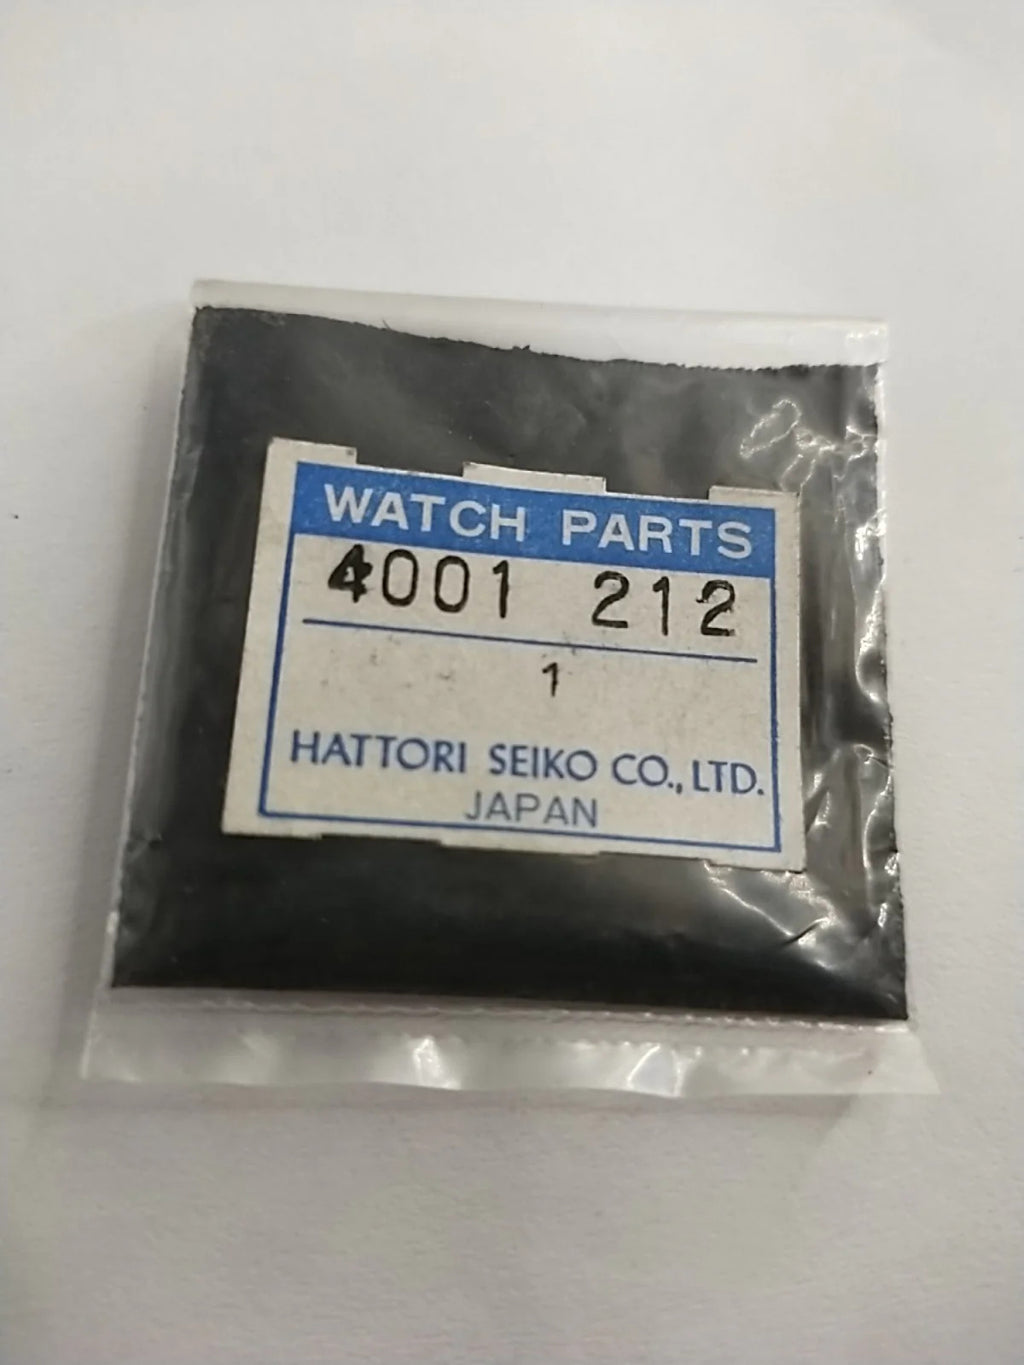 WATCH PARTS
4001 212
1
HATTORI SEIKO CO., LTD.
JAPAN